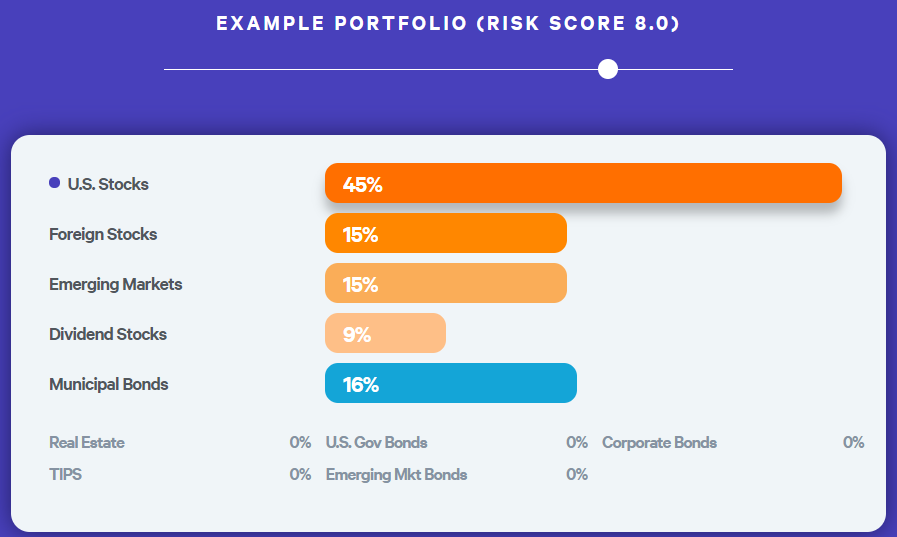 EXAMPLE PORTFOLIO (RISK SCORE 8.0)
U.S. Stocks 45%
Foreign Stocks 15%
Emerging Markets 15%
Dividend Stocks 9%
Municipal Bonds 16%
Real Estate 0% U.S. Gov Bonds 0% Corporate Bonds 0%
TIPS 0% Emerging Mkt Bonds 0%